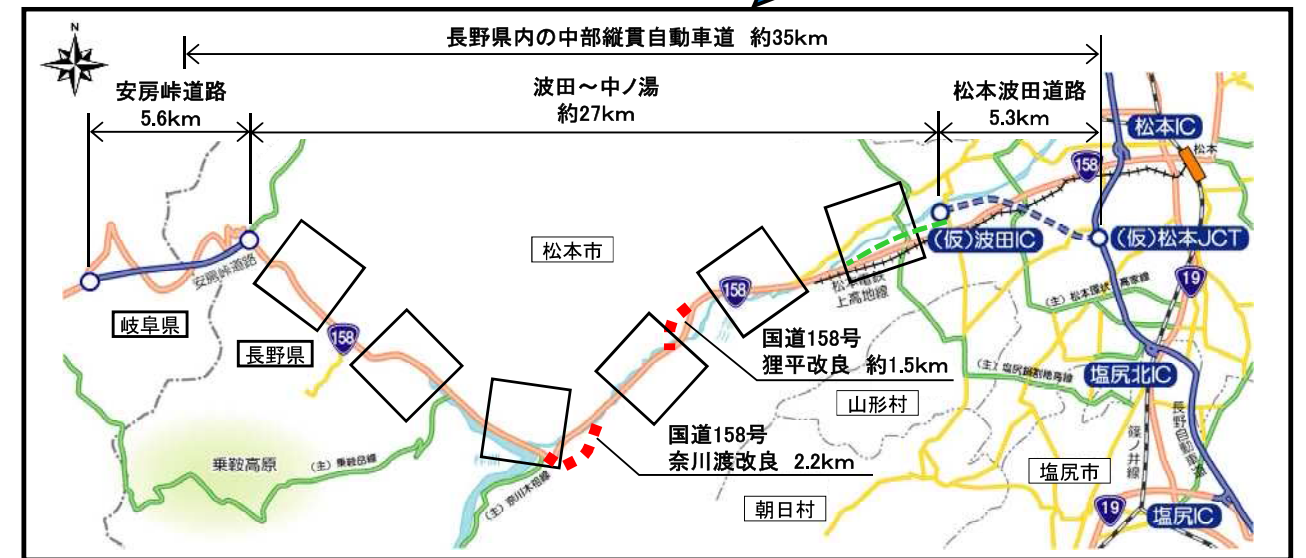 N
長野県内の中部縦貫自動車道 約35km
安房峠道路
5.6km
波田～中ノ湯
約27km
松本波田道路
5.3km
松本IC
松本
158
松本市
(仮)波田IC
(仮)松本JCT
安房峠道路
158
松本電鉄
上高地線
19
(主)松本環状高家線
岐阜県
長野県
158
国道158号
狸平改良 約1.5km
(主)塩尻鍋割穂高線
塩尻北IC
山形村
国道158号
奈川渡改良 2.2km
乗鞍高原
(主)乗鞍岳線
(主)奈川木祖線
篠ノ井線
長野自動車道
塩尻市
朝日村
19
塩尻IC